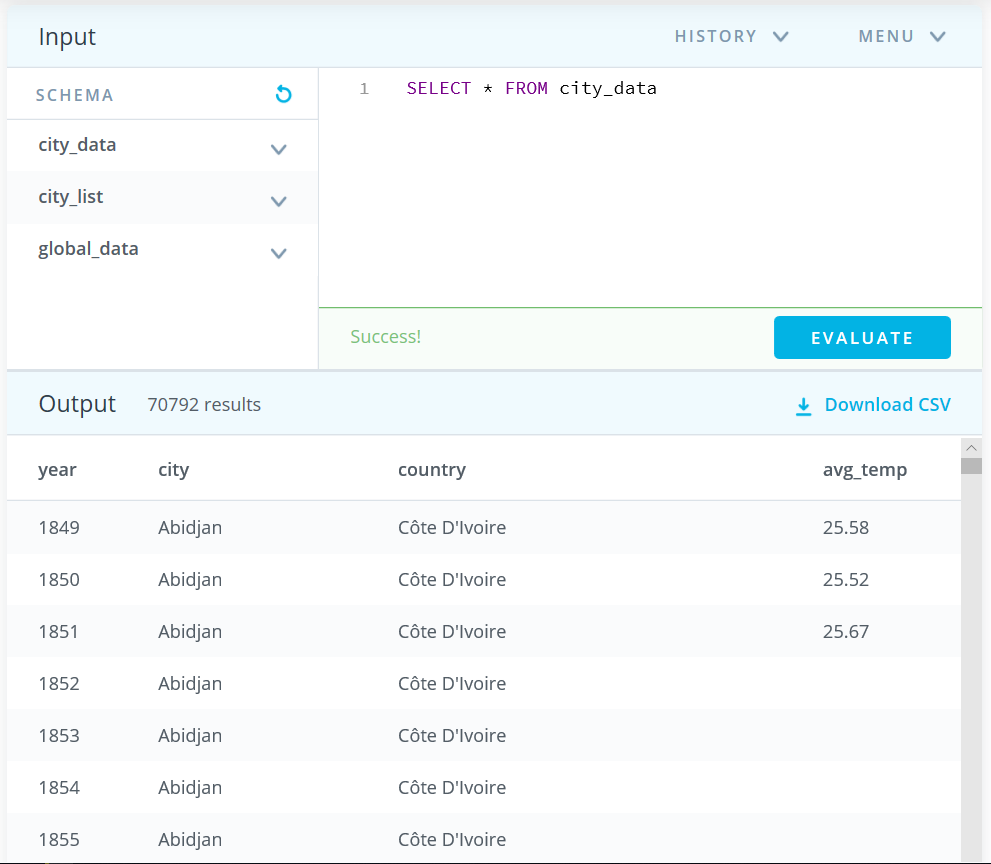 Input HISTORY MENU
SCHEMA
city_data
city_list
global_data
1 SELECT * FROM city_data
Success! EVALUATE
Output 70792 results Download CSV
year city country avg_temp
1849 Abidjan Côte D'Ivoire 25.58
1850 Abidjan Côte D'Ivoire 25.52
1851 Abidjan Côte D'Ivoire 25.67
1852 Abidjan Côte D'Ivoire
1853 Abidjan Côte D'Ivoire
1854 Abidjan Côte D'Ivoire
1855 Abidjan Côte D'Ivoire